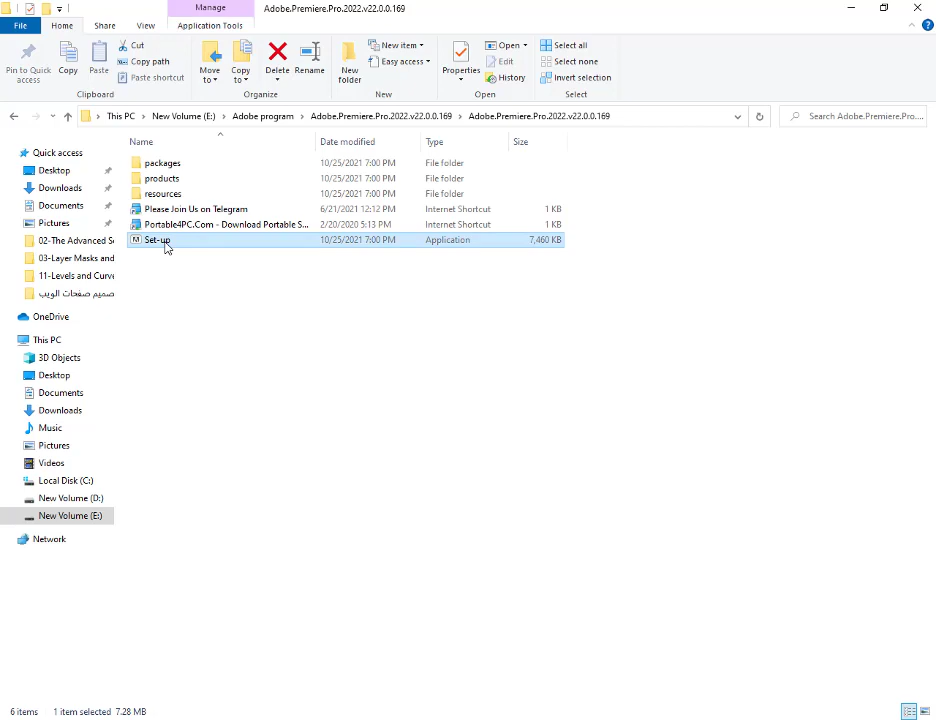 Manage
Adobe.Premiere.Pro.2022.v22.0.0.169
File
Home
Share
View
Application Tools
Pin to Quick access
Copy
Paste
Cut
Copy path
Paste shortcut
Clipboard
Move to
Copy to
Delete
Rename
Organize
New folder
New item
Easy access
New
Properties
Open
Edit
History
Open
Select all
Select none
Invert selection
Select
This PC
New Volume (E:)
Adobe program
Adobe.Premiere.Pro.2022.v22.0.0.169
Adobe.Premiere.Pro.2022.v22.0.0.169
Search Adobe.Premiere.Pro....
Name
Date modified
Type
Size
packages 10/25/2021 7:00 PM File folder
products 10/25/2021 7:00 PM File folder
resources 10/25/2021 7:00 PM File folder
Please Join Us on Telegram 6/21/2021 12:12 PM Internet Shortcut 1 KB
Portable4PC.Com - Download Portable S... 2/20/2020 5:13 PM Internet Shortcut 1 KB
Set-up 10/25/2021 7:00 PM Application 7,460 KB
Quick access
Desktop
Downloads
Documents
Pictures
02-The Advanced Se
03-Layer Masks and
11-Levels and Curve
تصميم صفحات الويب
OneDrive
This PC
3D Objects
Desktop
Documents
Downloads
Music
Pictures
Videos
Local Disk (C:)
New Volume (D:)
New Volume (E:)
Network
6 items
1 item selected 7.28 MB